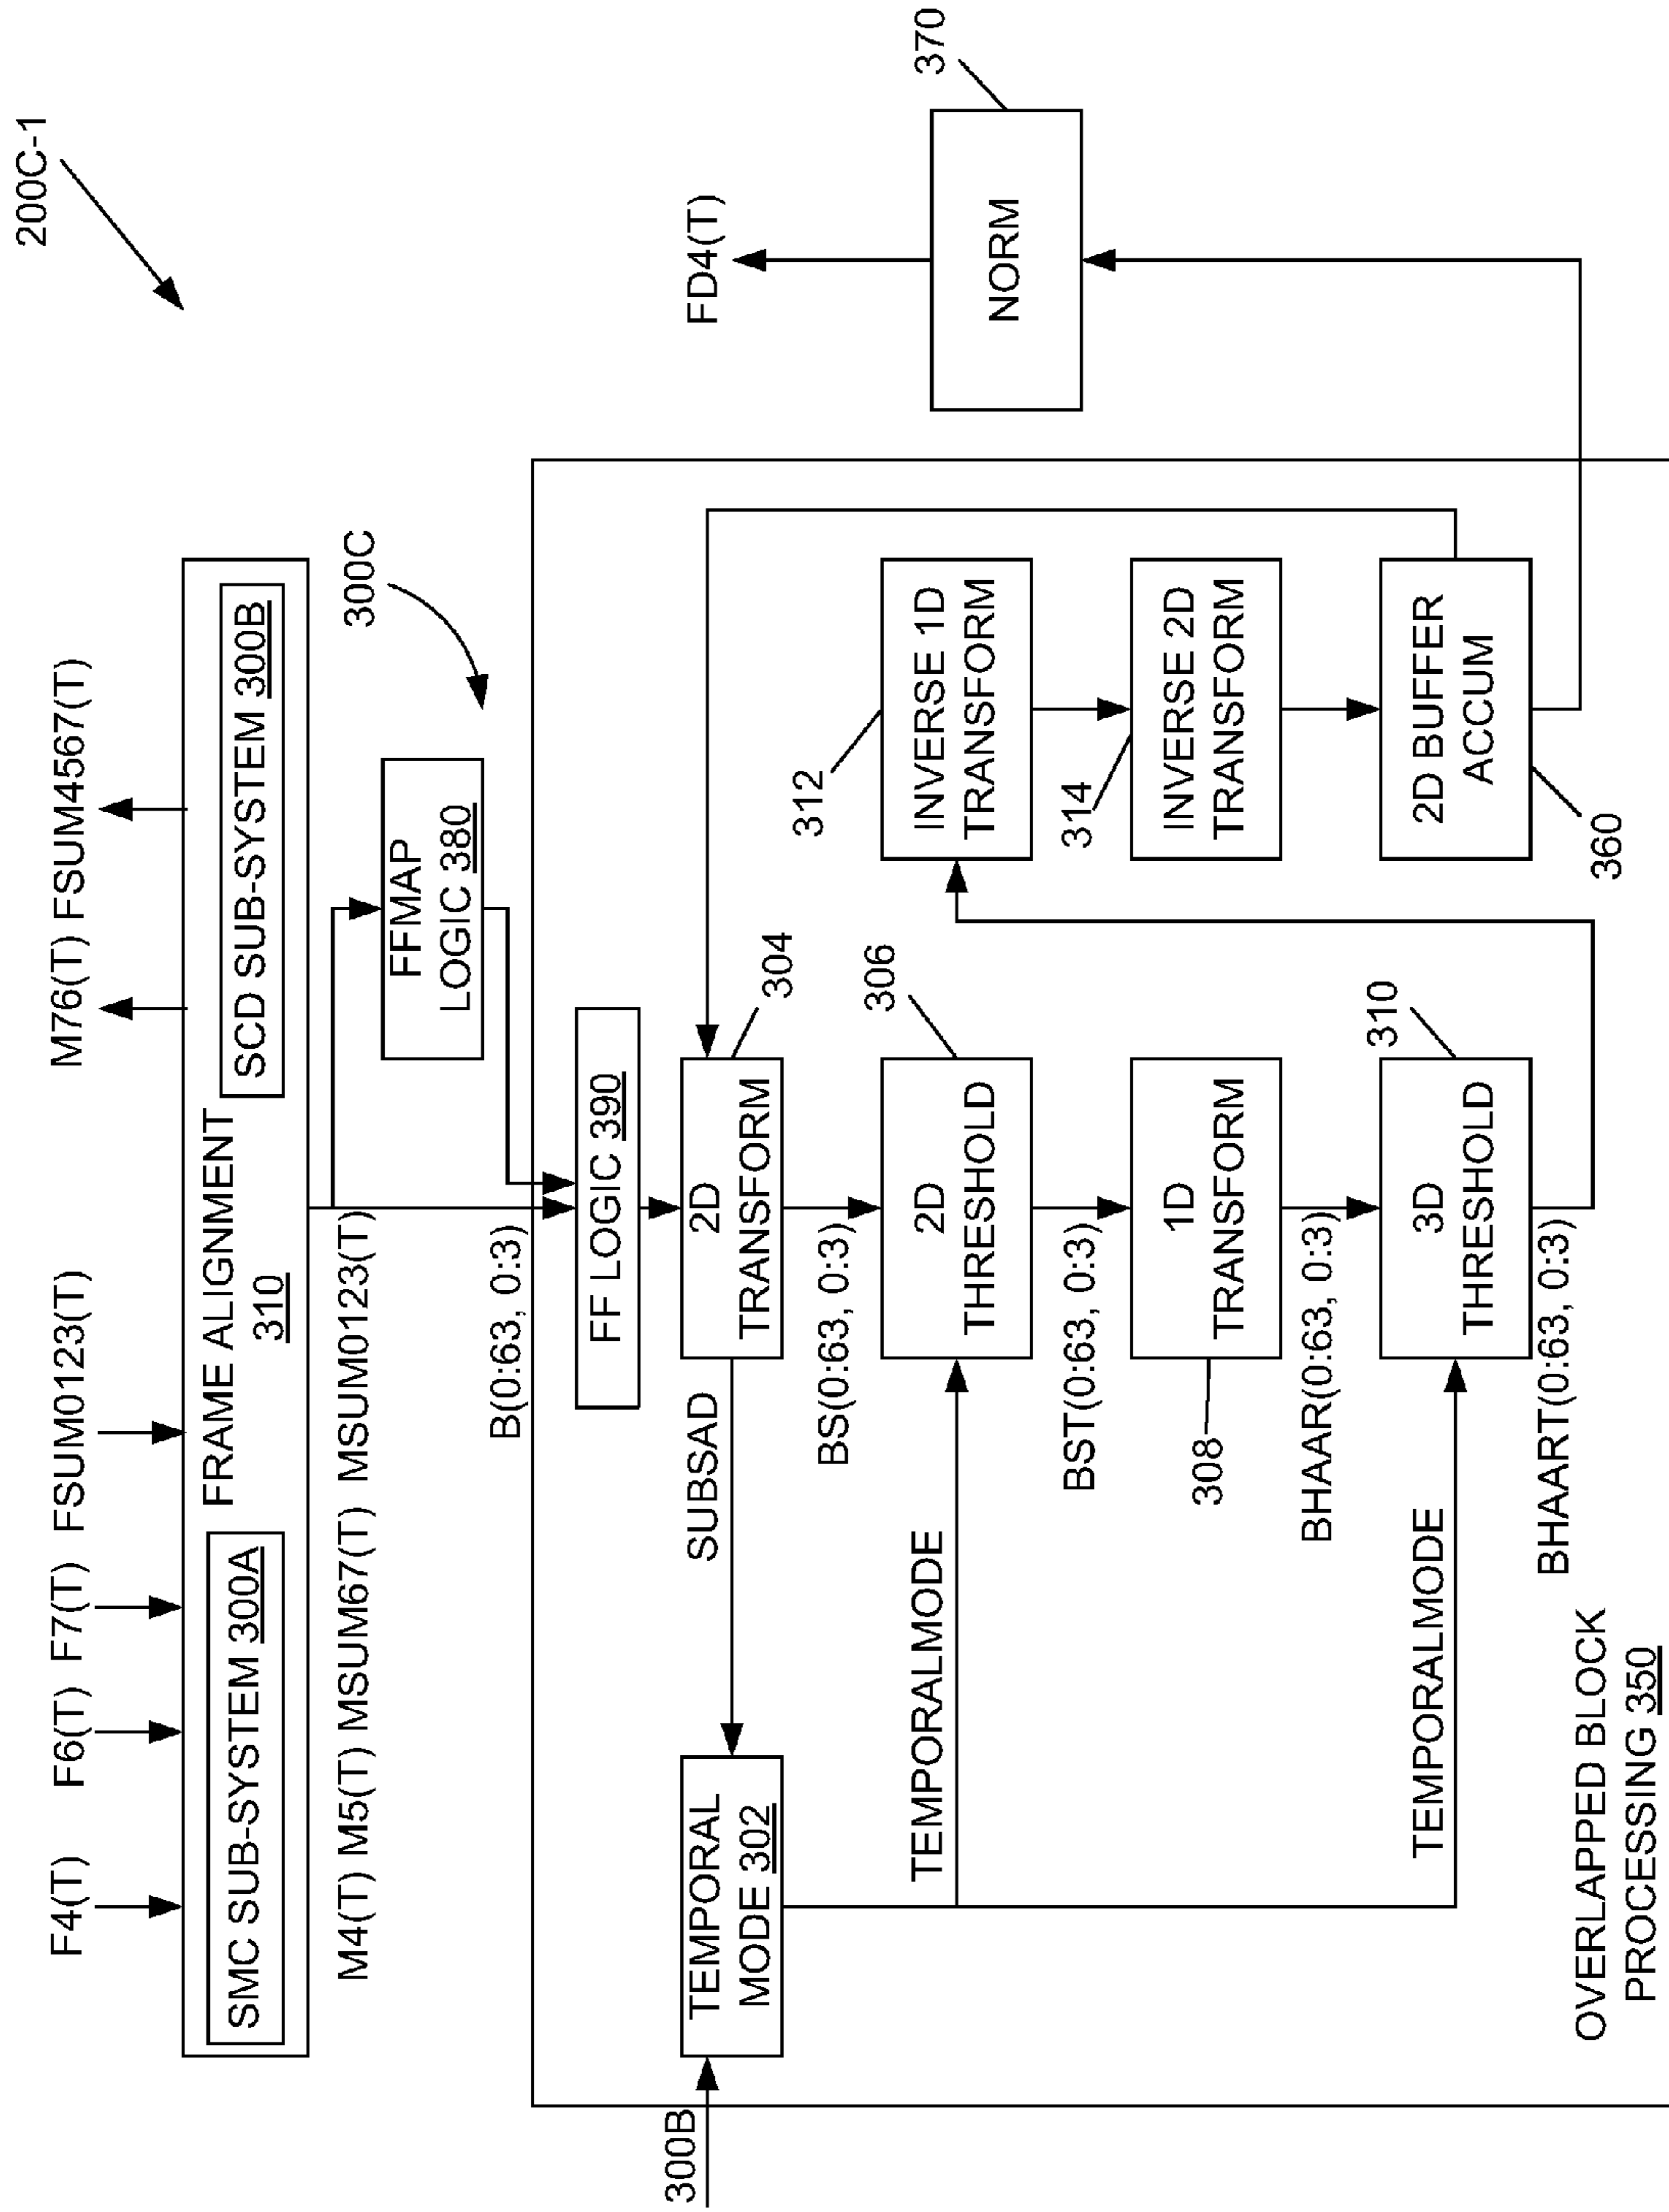 200C-1
F4(T) F6(T) F7(T) FSUM0123(T)
M76(T) FSUM4567(T)
SMC SUB-SYSTEM 300A
FRAME ALIGNMENT
310
SCD SUB-SYSTEM 300B
M4(T) M5(T) MSUM67(T) MSUM0123(T)
300C
FFMAP
LOGIC 380
B(0:63, 0:3)
FF LOGIC 390
300B
TEMPORAL
MODE 302
SUBSAD
2D
TRANSFORM
304
BS(0:63, 0:3)
TEMPORALMODE
2D
THRESHOLD
306
BST(0:63, 0:3)
1D
TRANSFORM
308
BHAAR(0:63, 0:3)
TEMPORALMODE
3D
THRESHOLD
310
BHAART(0:63, 0:3)
312
INVERSE 1D
TRANSFORM
314
INVERSE 2D
TRANSFORM
2D BUFFER
ACCUM
360
FD4(T)
NORM
370
OVERLAPPED BLOCK
PROCESSING 350